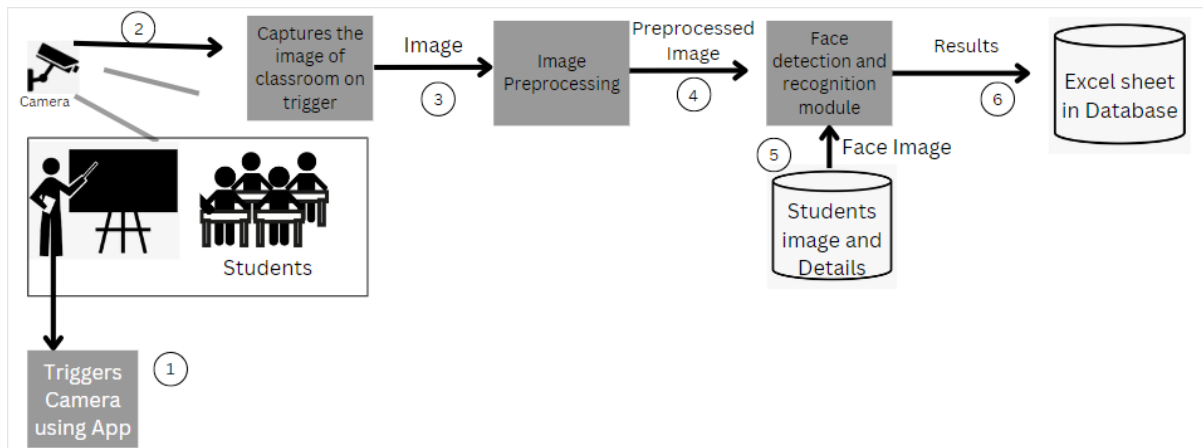 2
Captures the
image of
classroom on
trigger
Image
3
Image
Preprocessing
Preprocessed
Image
4
Face
detection and
recognition
module
Results
6
Excel sheet
in Database
Camera
5
Face Image
Students
image and
Details
Students
1
Triggers
Camera
using App